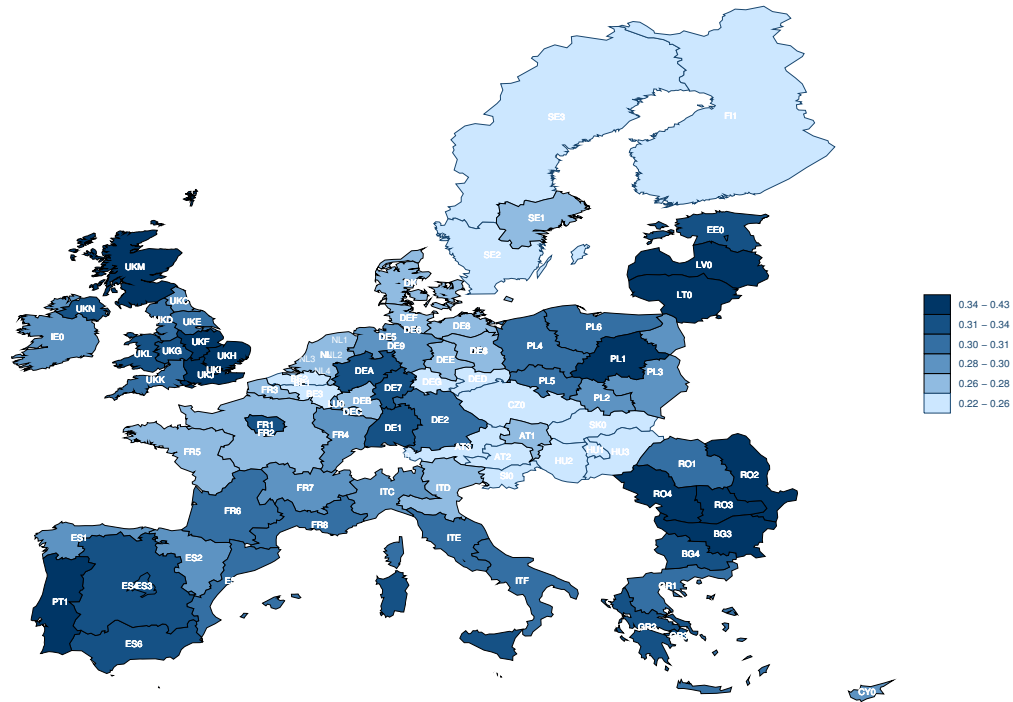 FI1
SE3
SE1
EE0
SE2
LV0
UKM
LT0
UKC
UKN
UKD
UKE
DEF
DE8
PL6
IE0
UKF
DE5
DE6
NL1
DE9
PL4
PL1
UKL
UKG
UKH
NL2
NL3
DEE
UKI
UKJ
NL4
DEA
PL3
UKK
DE7
DED
PL5
FR3
DEB
PL2
LU0
CZ0
DEC
FR1
FR2
DE1
DE2
SK0
FR4
AT1
AT3
FR5
AT2
HU2
HU1
HU3
RO1
SI0
RO2
FR7
ITC
ITD
RO4
RO3
FR6
FR8
BG3
ES1
ITE
BG4
ES2
ITF
GR1
PT1
ES4
ES3
GR3
ES6
CY0
0.34 – 0.43
0.31 – 0.34
0.30 – 0.31
0.28 – 0.30
0.26 – 0.28
0.22 – 0.26